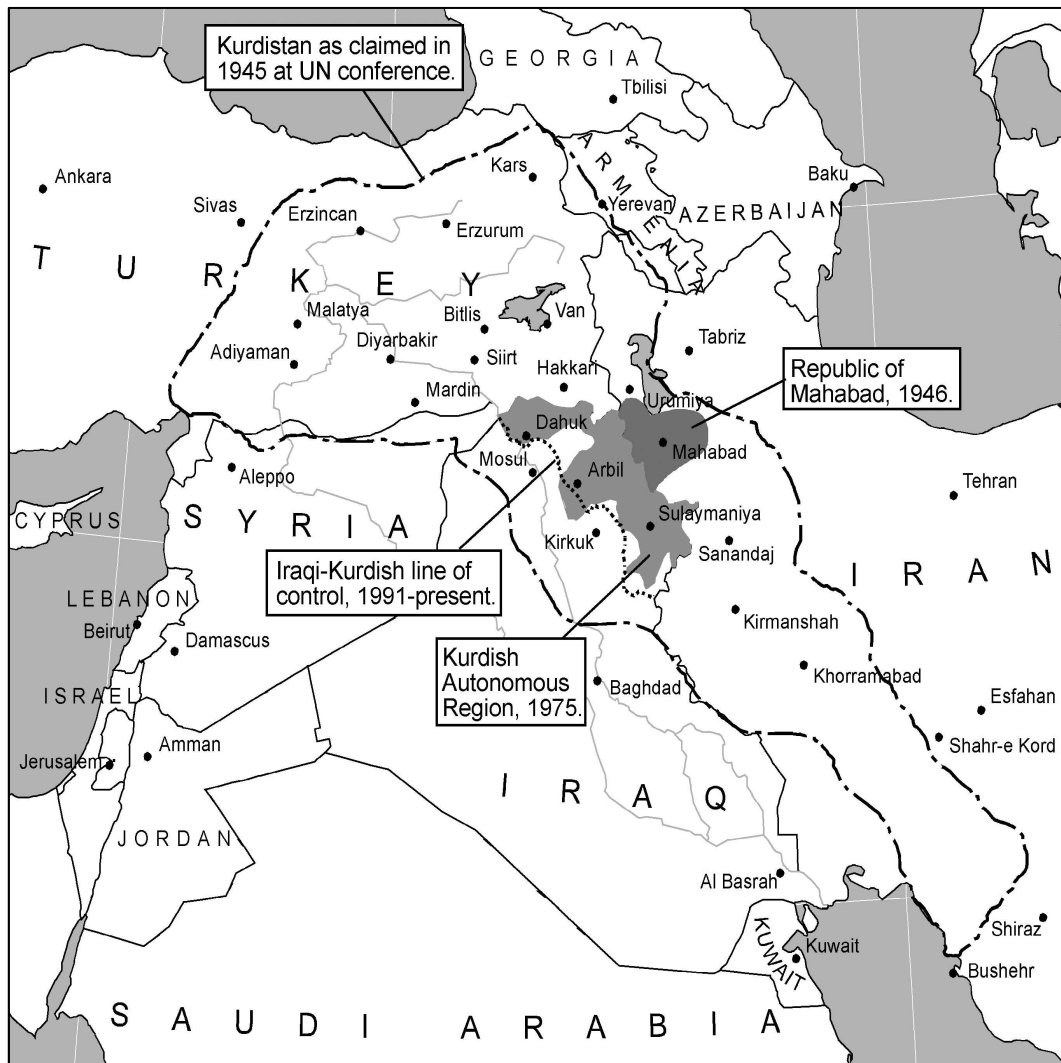 Kurdistan as claimed in
1945 at UN conference.
GEORGIA
Tbilisi
Ankara
Kars
ARMENIA
Baku
Sivas
Erzincan
Erzurum
Yerevan
AZERBAIJAN
TURKEY
Malatya
Bitlis
Van
Diyarbakir
Tabriz
Adiyaman
Siirt
Hakkari
Republic of
Mahabad, 1946.
Mardin
Urumiya
Dahuk
Mahabad
Mosul
Aleppo
Arbil
Tehran
CYPRUS
SYRIA
Sulaymaniya
Kirkuk
Sanandaj
IRAN
Iraqi-Kurdish line of
control, 1991-present.
LEBANON
Beirut
Kirmanshah
Damascus
Kurdish
Autonomous
Region, 1975.
Khorramabad
Baghdad
ISRAEL
Esfahan
Shahr-e Kord
Amman
Jerusalem
IRAQ
JORDAN
Al Basrah
Shiraz
KUWAIT
Kuwait
Bushehr
SAUDI ARABIA